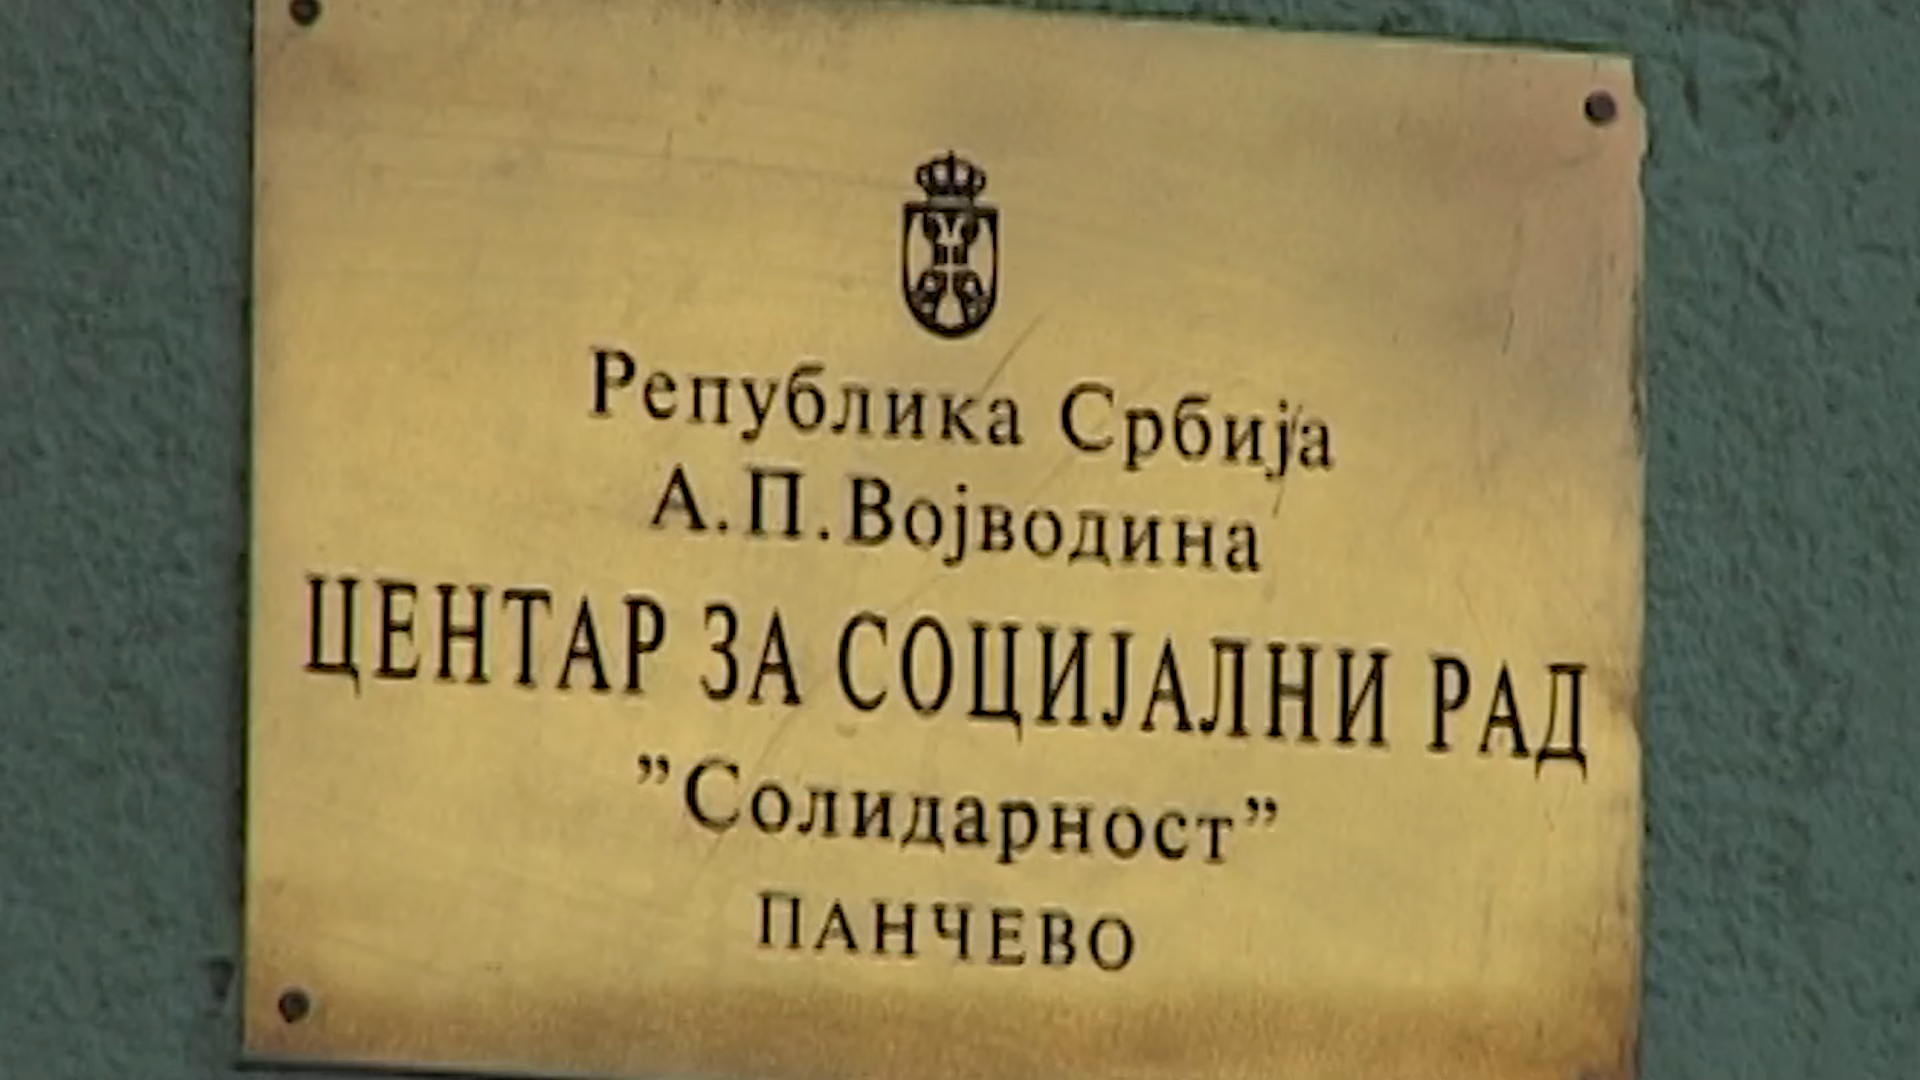 Република Србија
А.П.Војводина
ЦЕНТАР ЗА СОЦИЈАЛНИ РАД
”Солидарност”
ПАНЧЕВО